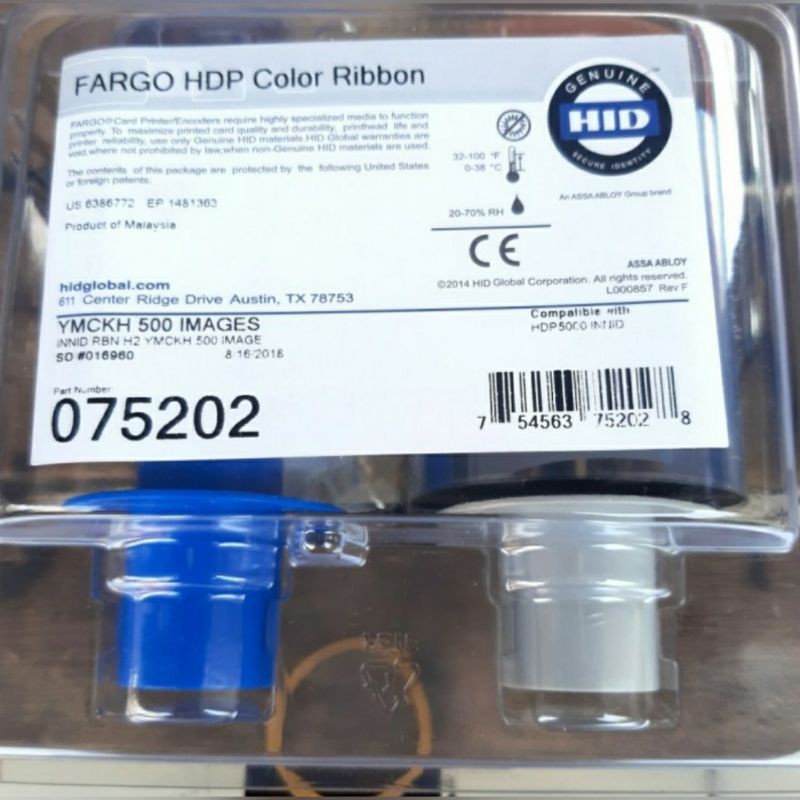 FARGO HDP Color Ribbon
GENUINE
HID
SECURE IDENTITY
An ASSA ABLOY Group brand
FARGO® Card Printer/Encoders require highly specialized media to function
properly. To maximize printed card quality and durability, printhead life and
printer reliability, use only Genuine HID materials. HID Global warranties are
void, where not prohibited by law, when non-Genuine HID materials are used.
The contents of this package are protected by the following United States
or foreign patents:
US 6386772 EP 1481363
Product of Malaysia
32-100 °F
0-38 °C
20-70% RH
CE
ASSA ABLOY
©2014 HID Global Corporation. All rights reserved.
L000857 Rev F
hidglobal.com
611 Center Ridge Drive Austin, TX 78753
YMCKH 500 IMAGES
INNID RBN H2 YMCKH 500 IMAGE
SO #016960 8/16/2018
Compatible with
HDP5000 INNID
Part Number:
075202
7 54563 75202 8